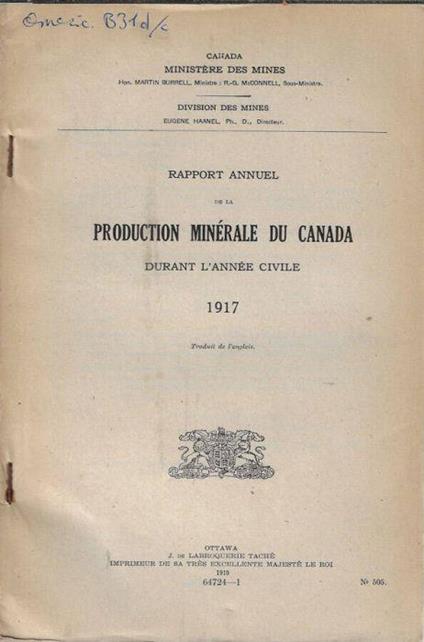 B31d/c
CANADA
MINISTÈRE DES MINES
Hon. MARTIN BURRELL, Ministre ; R.-G. McCONNELL, Sous-Ministre.
DIVISION DES MINES
EUGENE HAANEL, Ph. D., Directeur.
RAPPORT ANNUEL
DE LA
PRODUCTION MINÉRALE DU CANADA
DURANT L'ANNÉE CIVILE
1917
Traduit de l'anglais.
OTTAWA
J. DE LABROQUERIE TACHÉ
IMPRIMEUR DE SA TRÈS EXCELLENTE MAJESTÉ LE ROI
1919
64724—1 No 505.